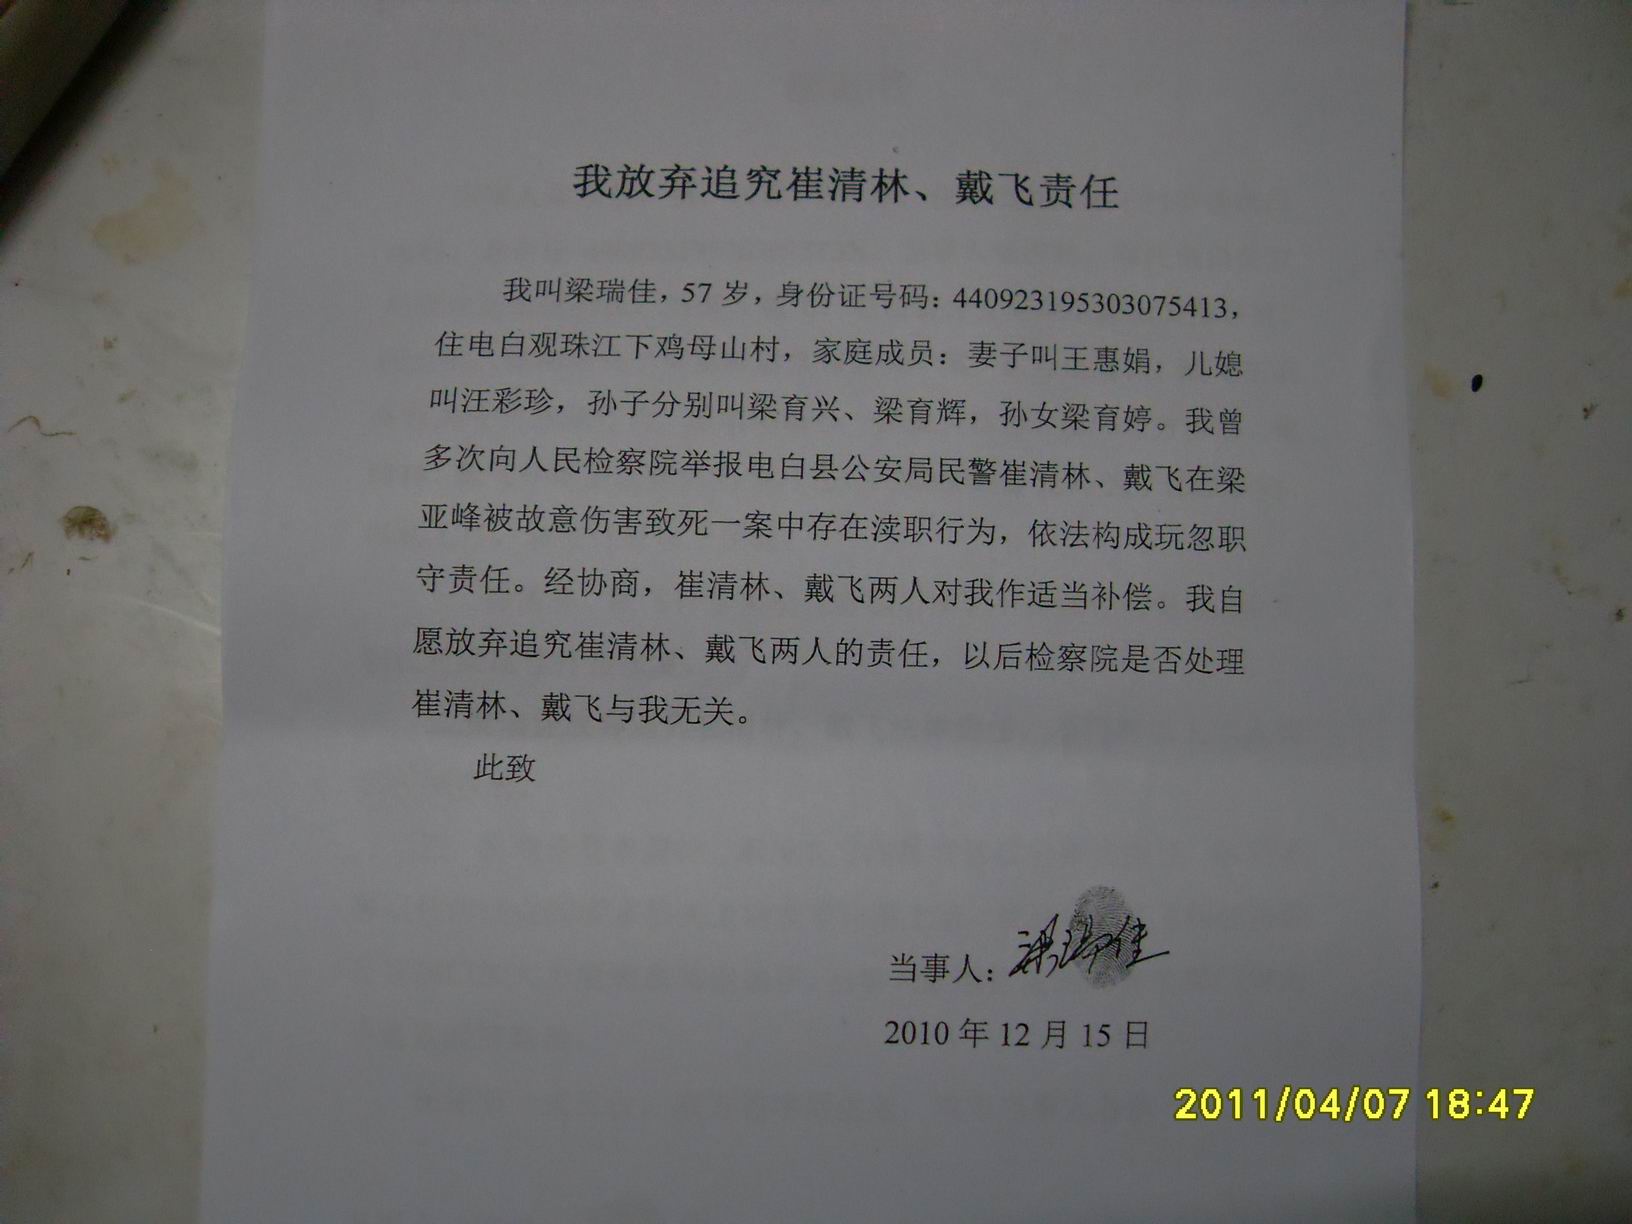 我放弃追究崔清林、戴飞责任
我叫梁瑞佳，57岁，身份证号码：440923195303075413，
住电白观珠江下鸡母山村，家庭成员：妻子叫王惠娟，儿媳
叫汪彩珍，孙子分别叫梁育兴、梁育辉，孙女梁育婷。我曾
多次向人民检察院举报电白县公安局民警崔清林、戴飞在梁
亚峰被故意伤害致死一案中存在渎职行为，依法构成玩忽职
守责任。经协商，崔清林、戴飞两人对我作适当补偿。我自
愿放弃追究崔清林、戴飞两人的责任，以后检察院是否处理
崔清林、戴飞与我无关。
此致
当事人：梁瑞佳
2010年12月15日
2011/04/07 18:47